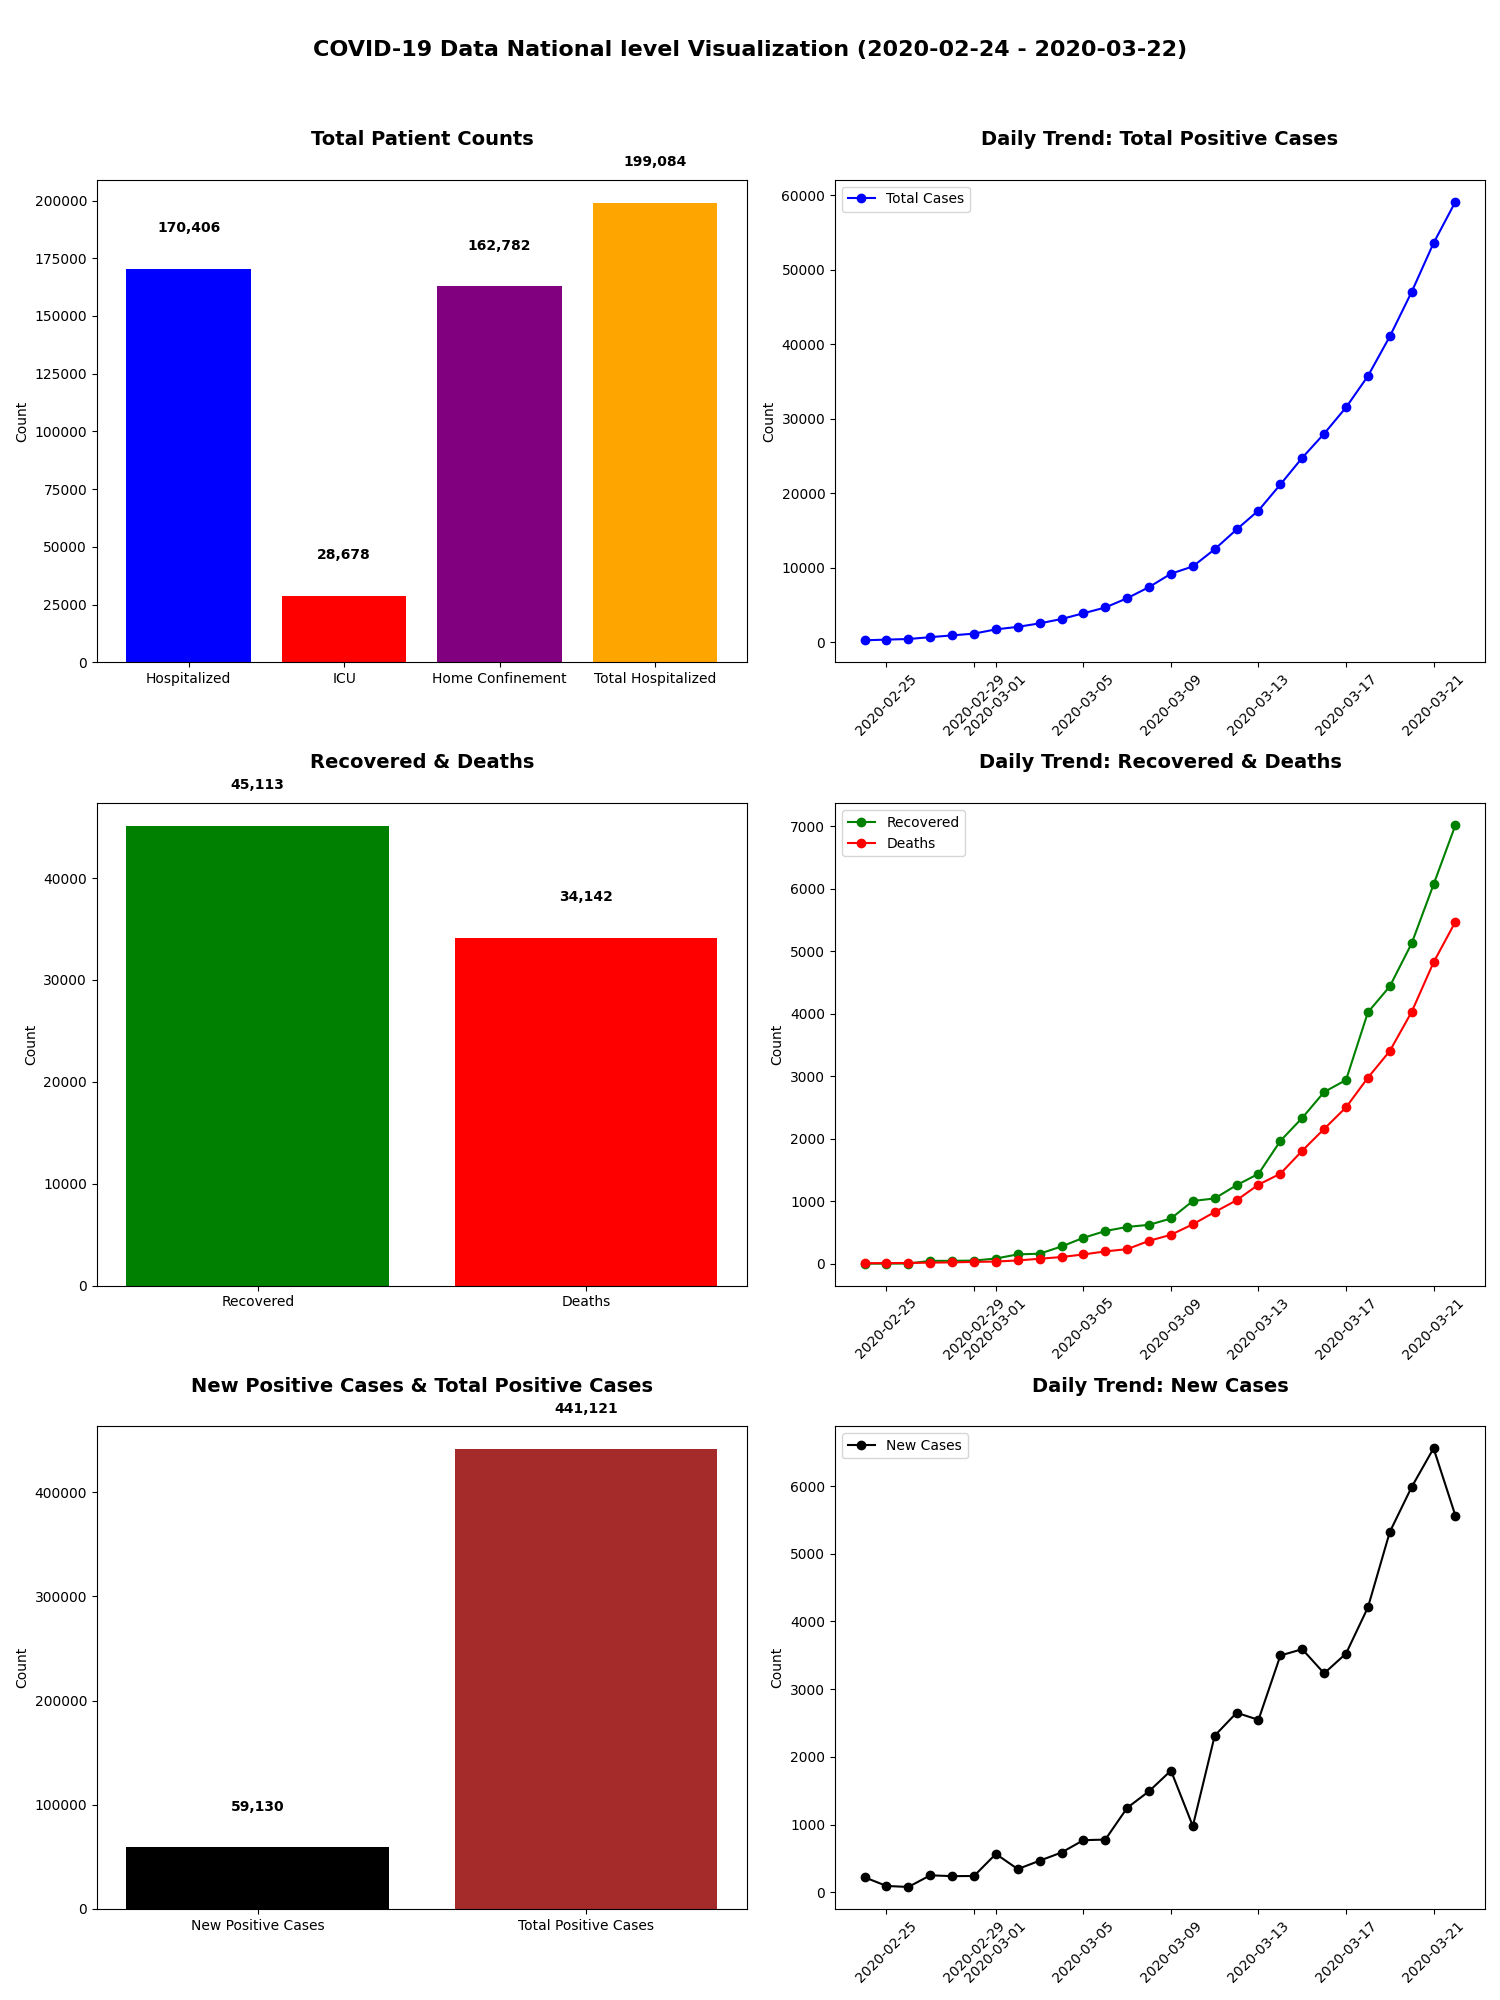 COVID-19 Data National level Visualization (2020-02-24 - 2020-03-22)
Total Patient Counts
199,084
170,406
162,782
28,678
200000
175000
150000
125000
100000
75000
50000
25000
0
Count
Hospitalized
ICU
Home Confinement
Total Hospitalized
Daily Trend: Total Positive Cases
Total Cases
60000
50000
40000
30000
20000
10000
0
Count
2020-02-25
2020-02-29
2020-03-01
2020-03-05
2020-03-09
2020-03-13
2020-03-17
2020-03-21
Recovered & Deaths
45,113
34,142
40000
30000
20000
10000
0
Count
Recovered
Deaths
Daily Trend: Recovered & Deaths
Recovered
Deaths
7000
6000
5000
4000
3000
2000
1000
0
Count
2020-02-25
2020-02-29
2020-03-01
2020-03-05
2020-03-09
2020-03-13
2020-03-17
2020-03-21
New Positive Cases & Total Positive Cases
441,121
59,130
400000
300000
200000
100000
0
Count
New Positive Cases
Total Positive Cases
Daily Trend: New Cases
New Cases
6000
5000
4000
3000
2000
1000
0
Count
2020-02-25
2020-02-29
2020-03-01
2020-03-05
2020-03-09
2020-03-13
2020-03-17
2020-03-21